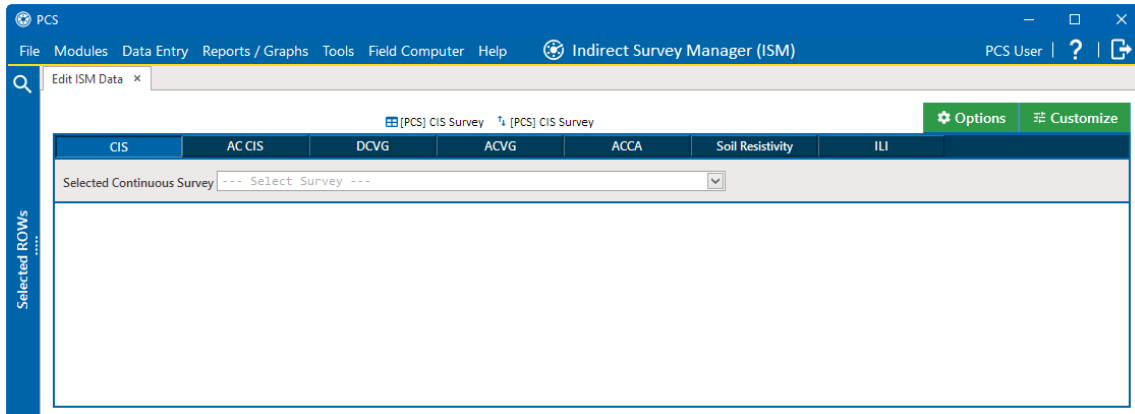 PCS
File Modules Data Entry Reports / Graphs Tools Field Computer Help Indirect Survey Manager (ISM) PCS User | ? |
Edit ISM Data ×
[PCS] CIS Survey [PCS] CIS Survey Options Customize
CIS AC CIS DCVG ACVG ACCA Soil Resistivity ILI
Selected Continuous Survey --- Select Survey ---
Selected ROWs